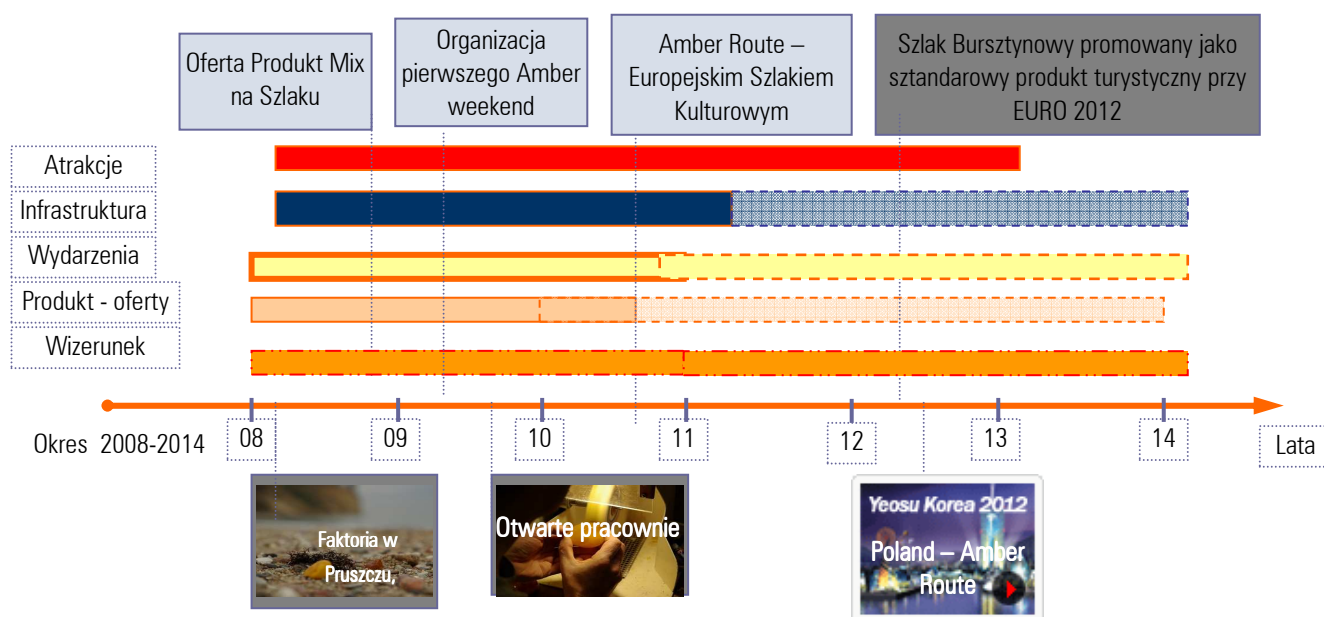 Oferta Produkt Mix
na Szlaku
Organizacja
pierwszego Amber
weekend
Amber Route –
Europejskim Szlakiem
Kulturowym
Szlak Bursztynowy promowany jako
sztandarowy produkt turystyczny przy
EURO 2012
Atrakcje
Infrastruktura
Wydarzenia
Produkt - oferty
Wizerunek
Okres 2008-2014
08
09
10
11
12
13
14
Lata
Faktoria w
Pruszczu,
Otwarte pracownie
Yeosu Korea 2012
Poland – Amber
Route